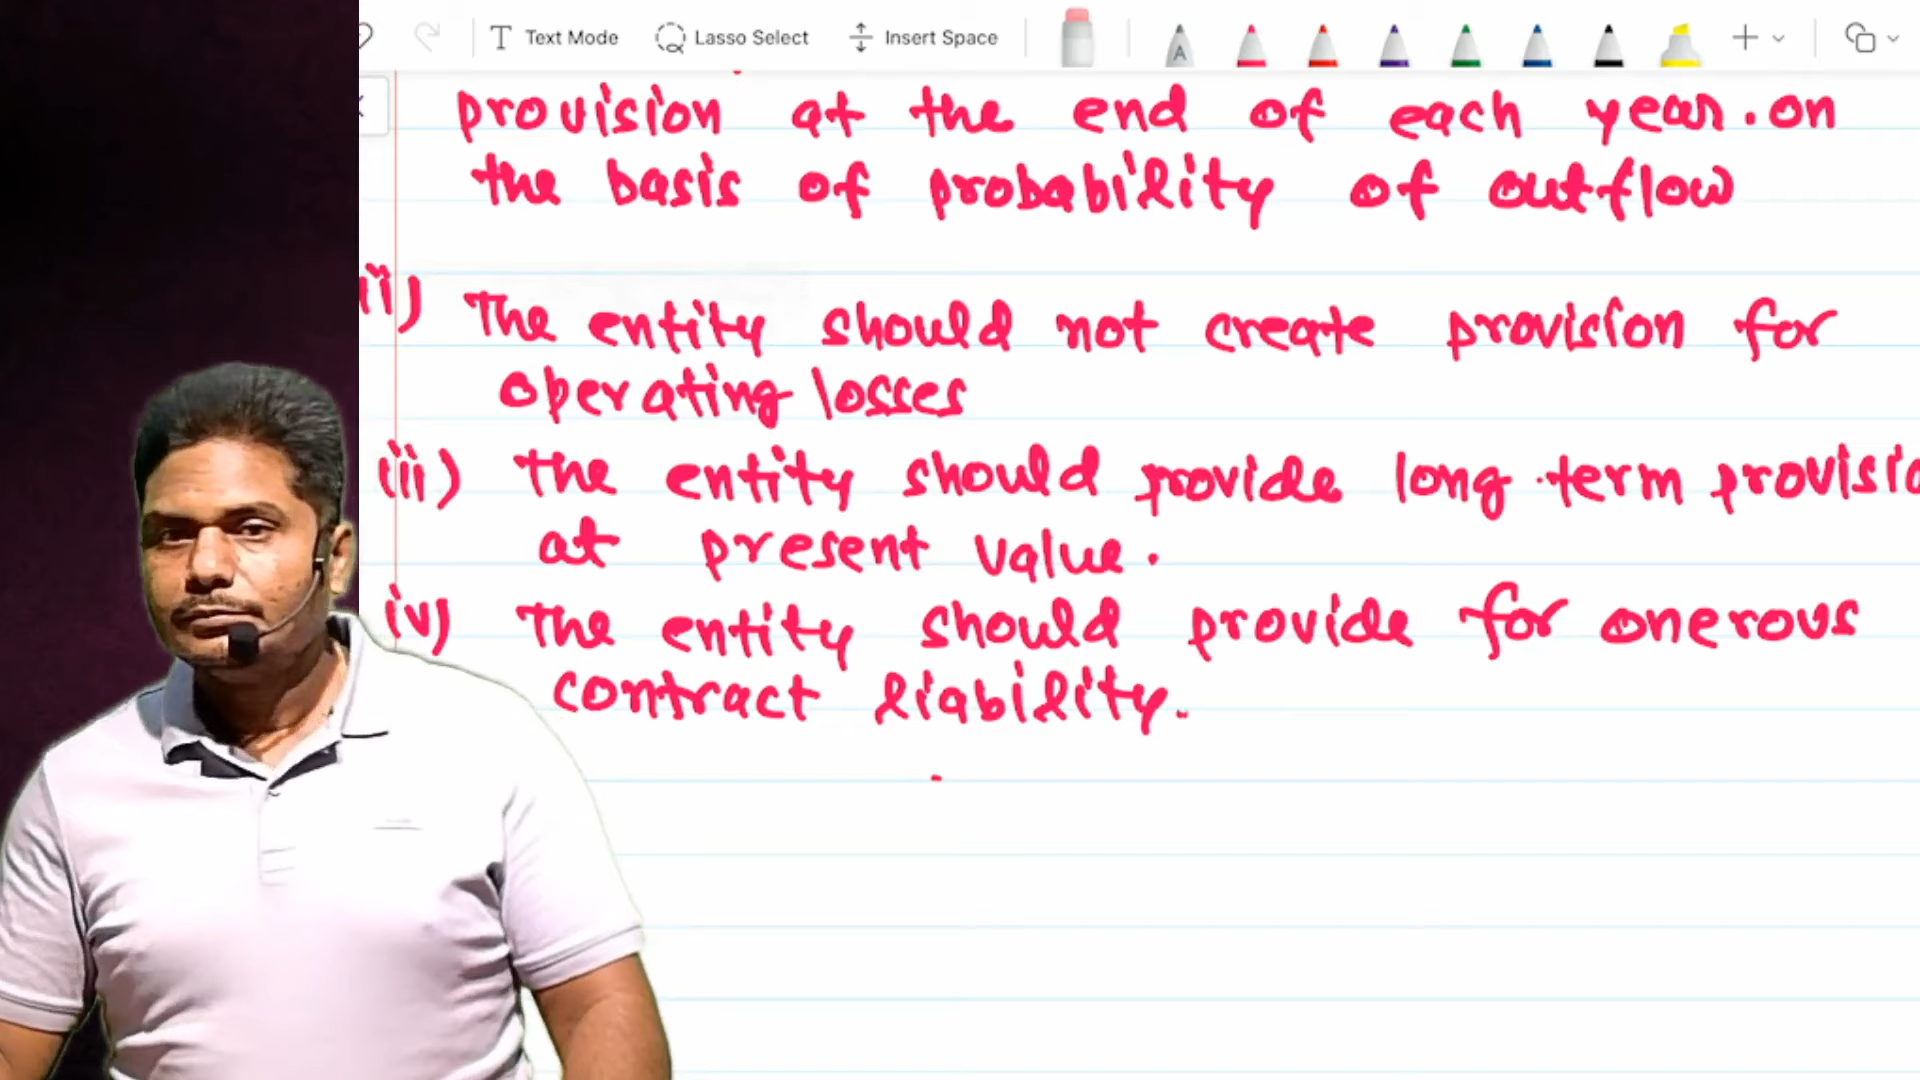 Text Mode Lasso Select Insert Space
A
provision at the end of each year. on
the basis of probability of outflow
ii) The entity should not create provision for
operating losses
(ii) the entity should provide long term provisio
at present value.
iv) the entity should provide for onerous
contract liability.